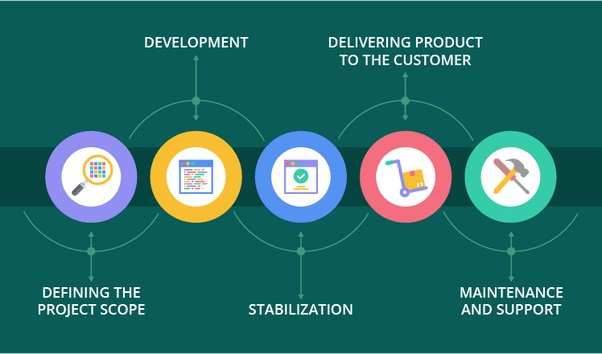 DEVELOPMENT
DELIVERING PRODUCT
TO THE CUSTOMER
DEFINING THE
PROJECT SCOPE
STABILIZATION
MAINTENANCE
AND SUPPORT